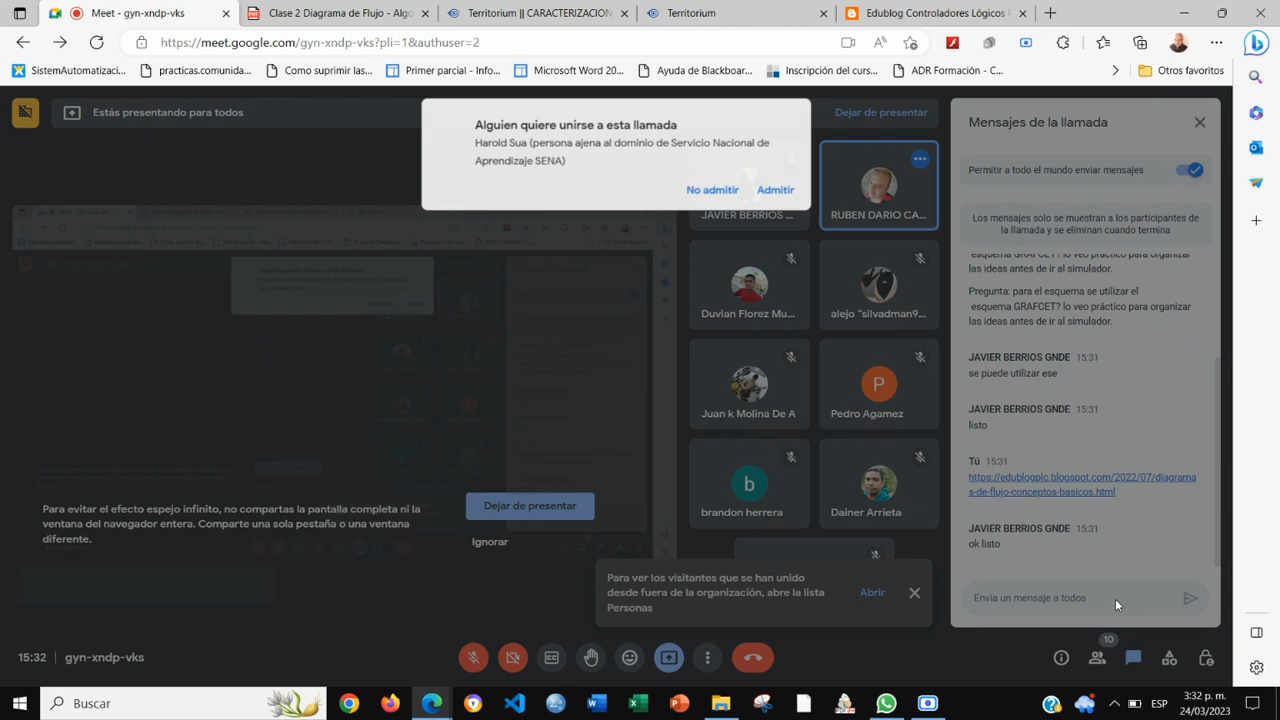 Meet - gyn-xndp-vks
Clase 2 Diagrama de Flujo - Algo
Territorium || CARACTERIZACION
Territorium
Edublog Controladores Lógicos P
https://meet.google.com/gyn-xndp-vks?pli=1&authuser=2
SistemAutomatizaci...
practicas.comunida...
Como suprimir las...
Primer parcial - Info...
Microsoft Word 20...
Ayuda de Blackboar...
Inscripción del curs...
ADR Formación - C...
Otros favoritos
Estás presentando para todos
Dejar de presentar
Alguien quiere unirse a esta llamada
Harold Sua (persona ajena al dominio de Servicio Nacional de
Aprendizaje SENA)
No admitir
Admitir
JAVIER BERRIOS ...
RUBEN DARIO CA...
Duvian Florez Mu...
alejo "silvadman9...
Juan k Molina De A
P
Pedro Agamez
b
brandon herrera
Dainer Arrieta
Para evitar el efecto espejo infinito, no compartas la pantalla completa ni la
ventana del navegador entera. Comparte una sola pestaña o una ventana
diferente.
Dejar de presentar
Ignorar
Para ver los visitantes que se han unido
desde fuera de la organización, abre la lista
Personas
Abrir
Mensajes de la llamada
Permitir a todo el mundo enviar mensajes
Los mensajes solo se muestran a los participantes de
la llamada y se eliminan cuando termina
esquema GRAFCET? lo veo práctico para organizar
las ideas antes de ir al simulador.
Pregunta: para el esquema se utilizar el
esquema GRAFCET? lo veo práctico para organizar
las ideas antes de ir al simulador.
JAVIER BERRIOS GNDE 15:31
se puede utilizar ese
JAVIER BERRIOS GNDE 15:31
listo
Tú 15:31
https://edublogplc.blogspot.com/2022/07/diagrama
s-de-flujo-conceptos-basicos.html
JAVIER BERRIOS GNDE 15:31
ok listo
Envía un mensaje a todos
15:32
gyn-xndp-vks
10
Buscar
ESP
3:32 p. m.
24/03/2023